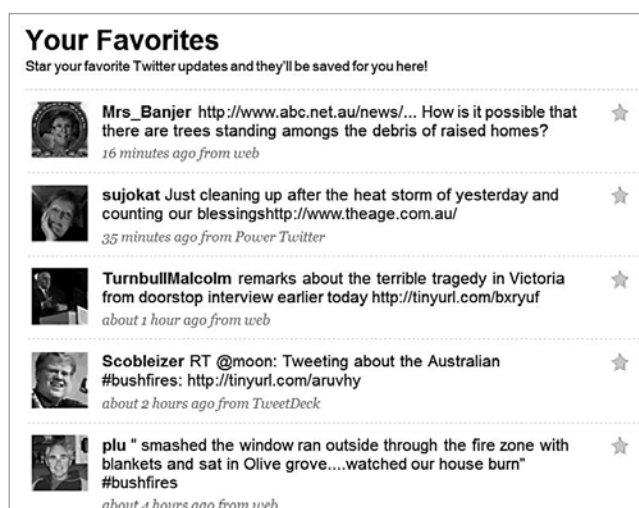 Your Favorites
Star your favorite Twitter updates and they'll be saved for you here!
Mrs_Banjer http://www.abc.net.au/news/... How is it possible that
there are trees standing amongs the debris of raised homes?
16 minutes ago from web
sujokat Just cleaning up after the heat storm of yesterday and
counting our blessingshttp://www.theage.com.au/
35 minutes ago from Power Twitter
TurnbullMalcolm remarks about the terrible tragedy in Victoria
from doorstop interview earlier today http://tinyurl.com/bxryuf
about 1 hour ago from web
Scobleizer RT @moon: Tweeting about the Australian
#bushfires: http://tinyurl.com/aruvhy
about 2 hours ago from TweetDeck
plu " smashed the window ran outside through the fire zone with
blankets and sat in Olive grove....watched our house burn"
#bushfires
about 4 hours ago from web